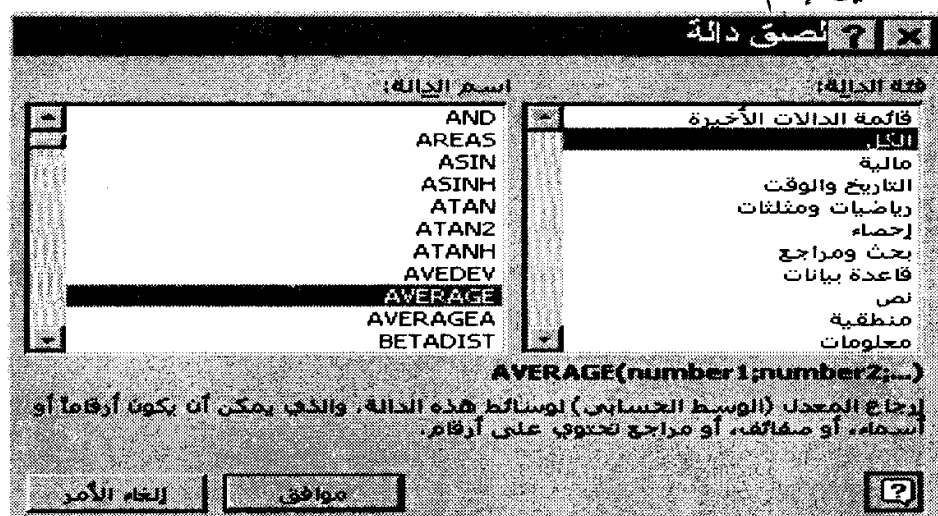 لصق دالة
فئة الدالة:
قائمة الدالات الأخيرة
الكل
مالية
التاريخ والوقت
رياضيات ومثلثات
إحصاء
بحث ومراجع
قاعدة بيانات
نص
منطقية
معلومات
اسم الدالة:
AND
AREAS
ASIN
ASINH
ATAN
ATAN2
ATANH
AVEDEV
AVERAGE
AVERAGEA
BETADIST
AVERAGE(number1;number2;...)
إرجاع المعدل (الوسط الحسابي) لوسائط هذه الدالة، والذي يمكن أن يكون أرقاماً أو
أسماء، أو صفائف، أو مراجع تحتوي على أرقام.
موافق
إلغاء الأمر